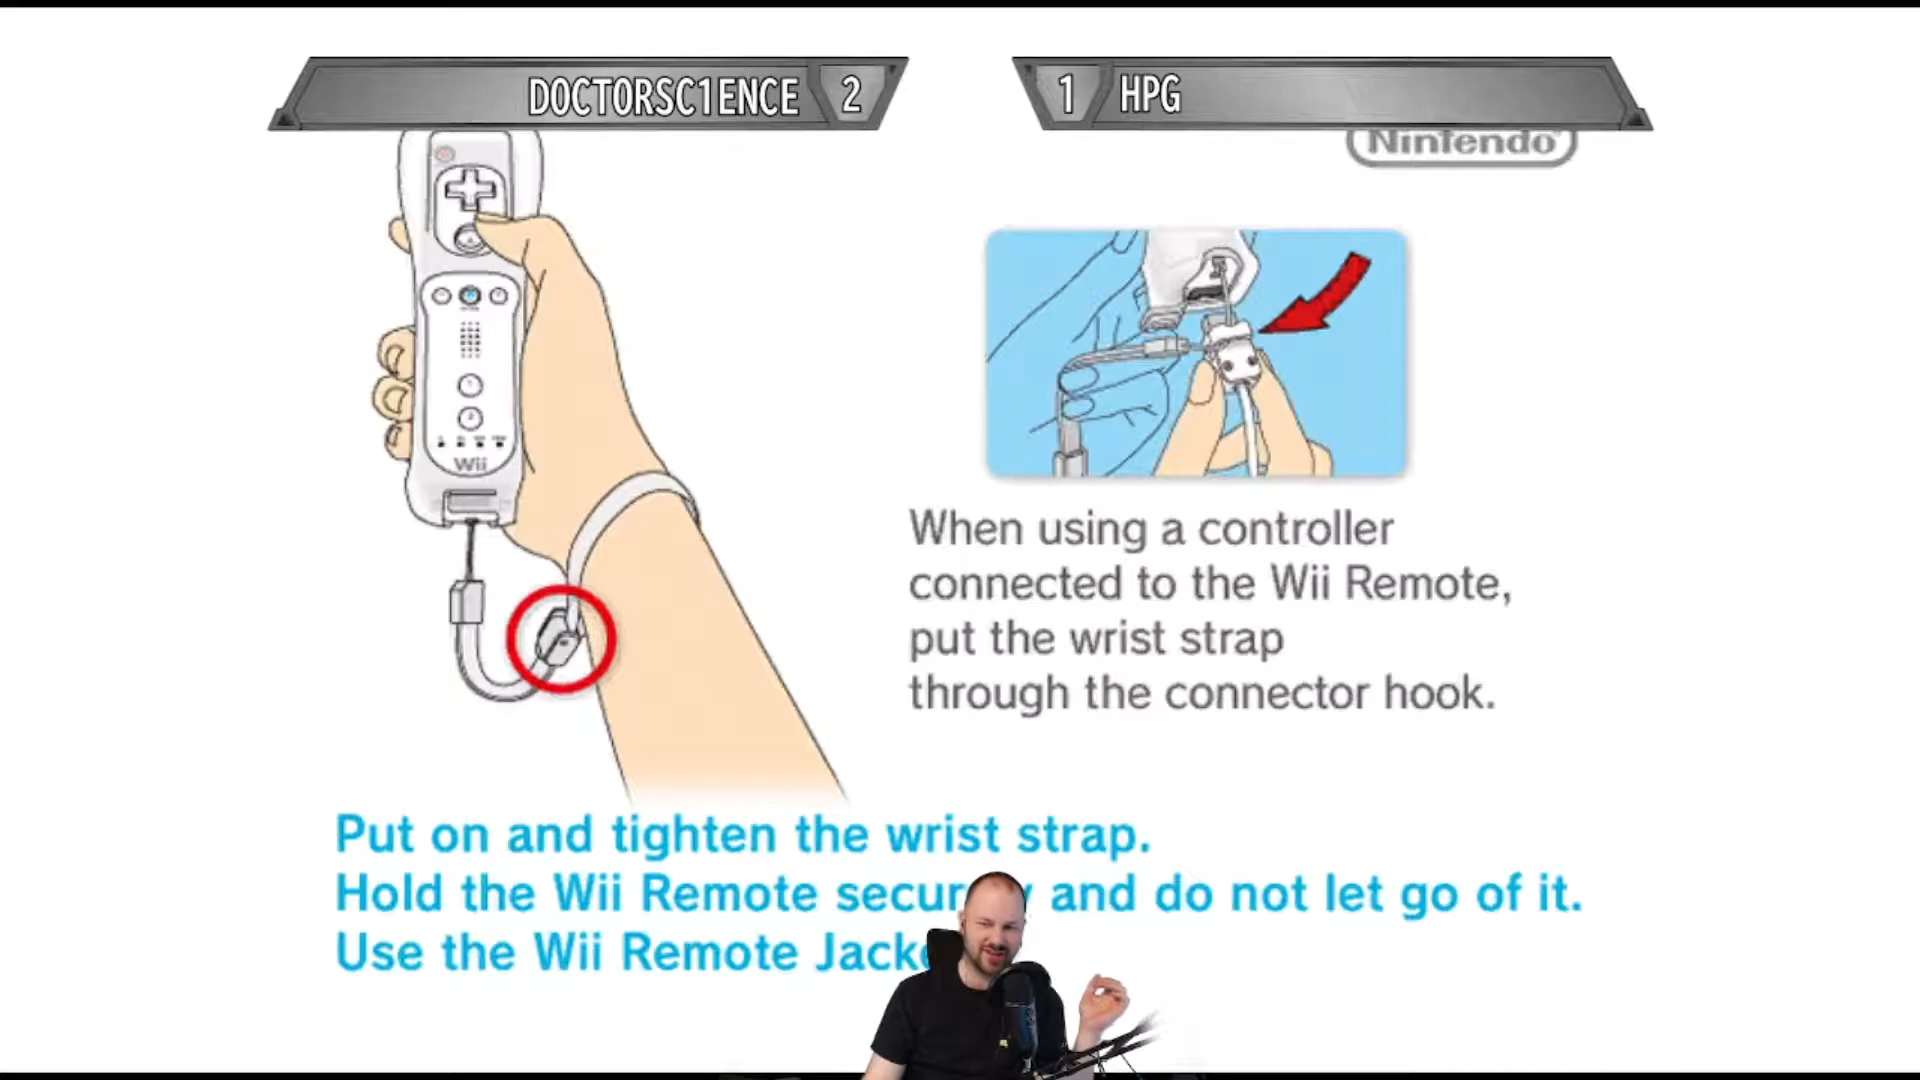 DOCTORSC1ENCE 2
1 HPG
Nintendo
Wii
When using a controller
connected to the Wii Remote,
put the wrist strap
through the connector hook.
Put on and tighten the wrist strap.
Hold the Wii Remote and do not let go of it.
Use the Wii Remote